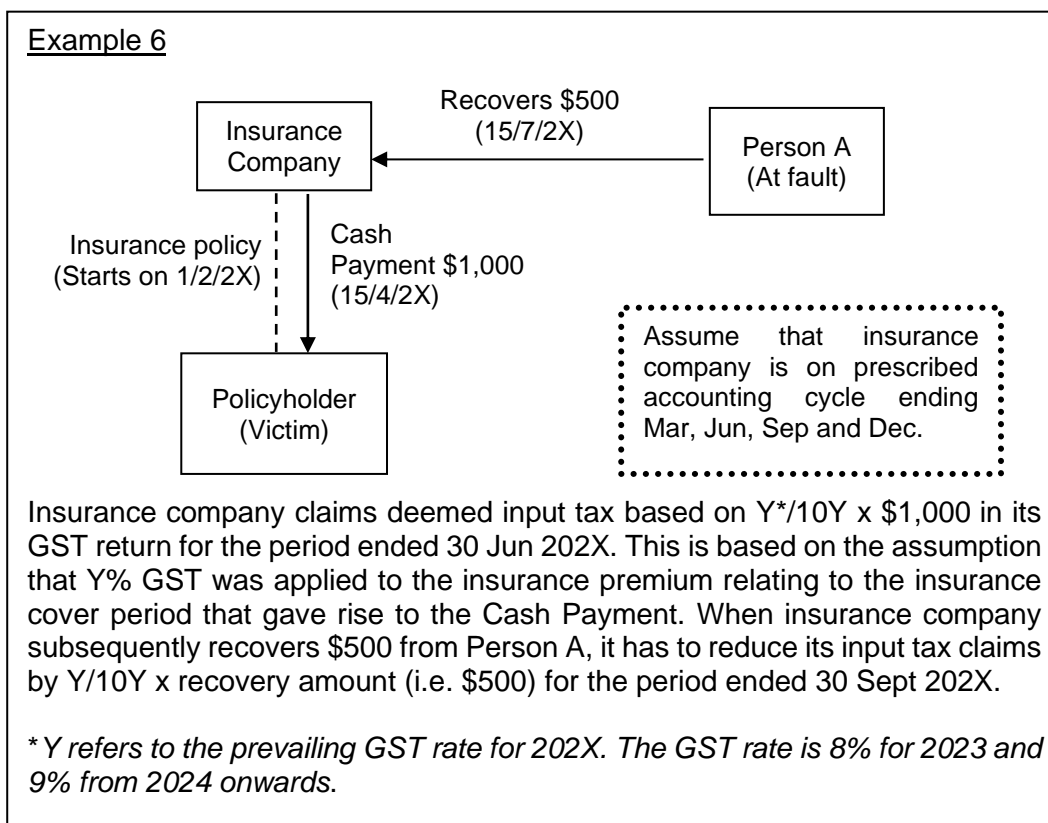 Example 6
Recovers $500
(15/7/2X)
Insurance
Company
Person A
(At fault)
Insurance policy
(Starts on 1/2/2X)
Cash
Payment $1,000
(15/4/2X)
Policyholder
(Victim)
Assume that insurance
company is on prescribed
accounting cycle ending
Mar, Jun, Sep and Dec.
Insurance company claims deemed input tax based on Y*/10Y x $1,000 in its
GST return for the period ended 30 Jun 202X. This is based on the assumption
that Y% GST was applied to the insurance premium relating to the insurance
cover period that gave rise to the Cash Payment. When insurance company
subsequently recovers $500 from Person A, it has to reduce its input tax claims
by Y/10Y x recovery amount (i.e. $500) for the period ended 30 Sept 202X.
* Y refers to the prevailing GST rate for 202X. The GST rate is 8% for 2023 and
9% from 2024 onwards.